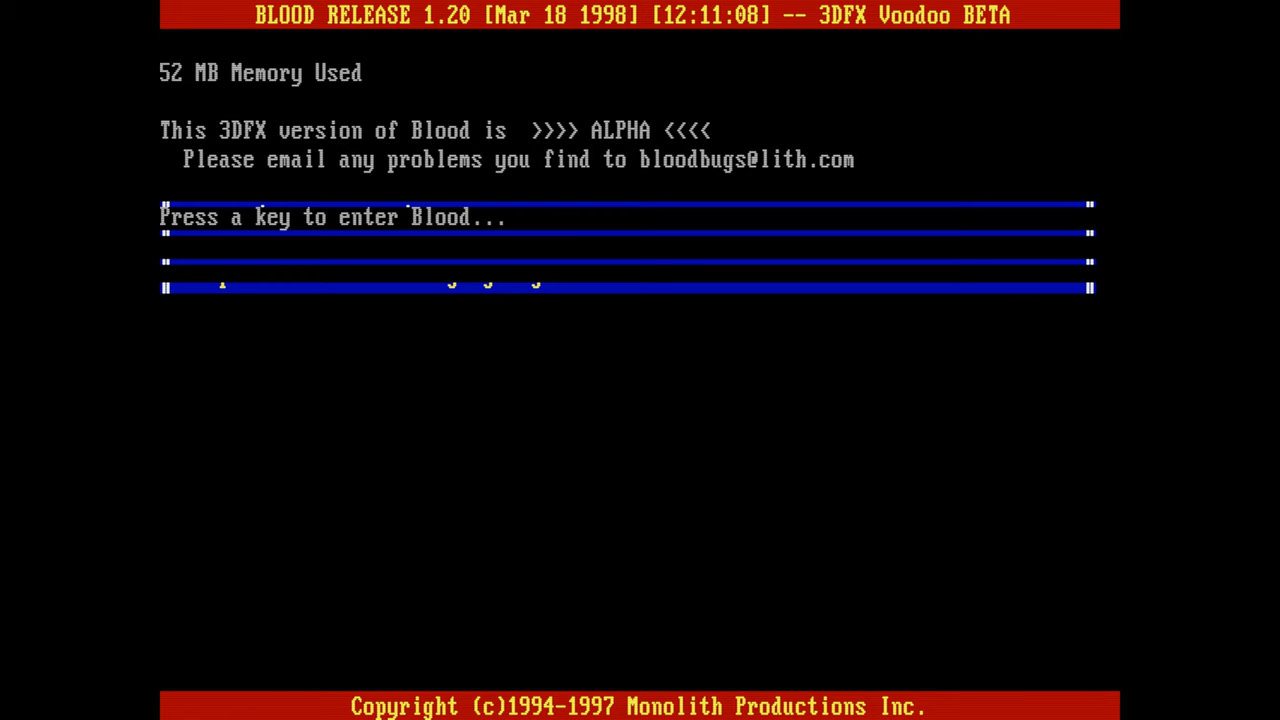 BLOOD RELEASE 1.20 [Mar 18 1998] [12:11:08] -- 3DFX Voodoo BETA
52 MB Memory Used
This 3DFX version of Blood is  >>>> ALPHA <<<<
Please email any problems you find to bloodbugs@lith.com
Press a key to enter Blood...
Copyright (c)1994-1997 Monolith Productions Inc.